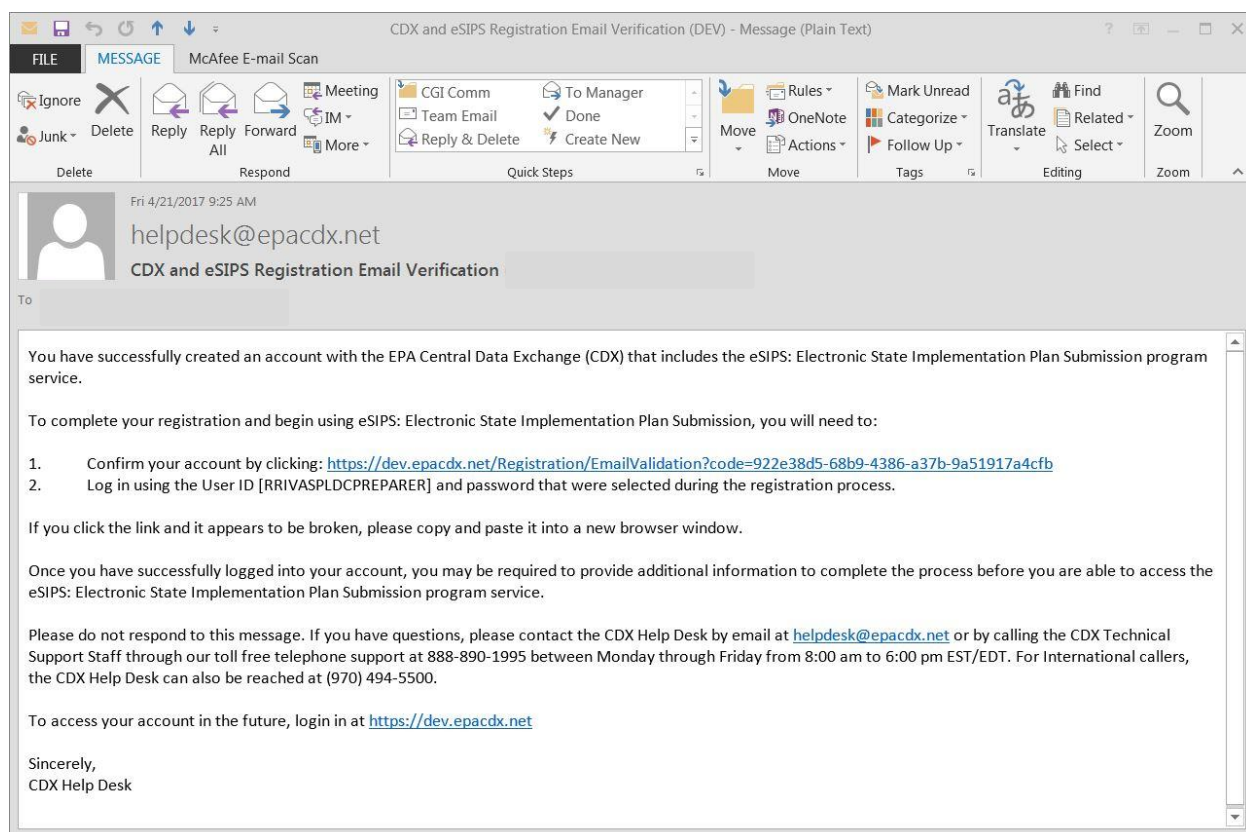 CDX and eSIPS Registration Email Verification (DEV) - Message (Plain Text)
FILE
MESSAGE
McAfee E-mail Scan
Ignore
Junk
Delete
Reply
Reply All
Forward
Meeting
IM
More
CGI Comm
Team Email
Reply & Delete
To Manager
Done
Create New
Move
Rules
OneNote
Actions
Mark Unread
Categorize
Follow Up
Translate
Find
Related
Select
Zoom
Delete
Respond
Quick Steps
Move
Tags
Editing
Zoom
Fri 4/21/2017 9:25 AM
helpdesk@epacdx.net
CDX and eSIPS Registration Email Verification
To
You have successfully created an account with the EPA Central Data Exchange (CDX) that includes the eSIPS: Electronic State Implementation Plan Submission program
service.
To complete your registration and begin using eSIPS: Electronic State Implementation Plan Submission, you will need to:
1. Confirm your account by clicking: https://dev.epacdx.net/Registration/EmailValidation?code=922e38d5-68b9-4386-a37b-9a51917a4cfb
2. Log in using the User ID [RRIVASPLDCPREPARER] and password that were selected during the registration process.
If you click the link and it appears to be broken, please copy and paste it into a new browser window.
Once you have successfully logged into your account, you may be required to provide additional information to complete the process before you are able to access the
eSIPS: Electronic State Implementation Plan Submission program service.
Please do not respond to this message. If you have questions, please contact the CDX Help Desk by email at helpdesk@epacdx.net or by calling the CDX Technical
Support Staff through our toll free telephone support at 888-890-1995 between Monday through Friday from 8:00 am to 6:00 pm EST/EDT. For International callers,
the CDX Help Desk can also be reached at (970) 494-5500.
To access your account in the future, login in at https://dev.epacdx.net
Sincerely,
CDX Help Desk